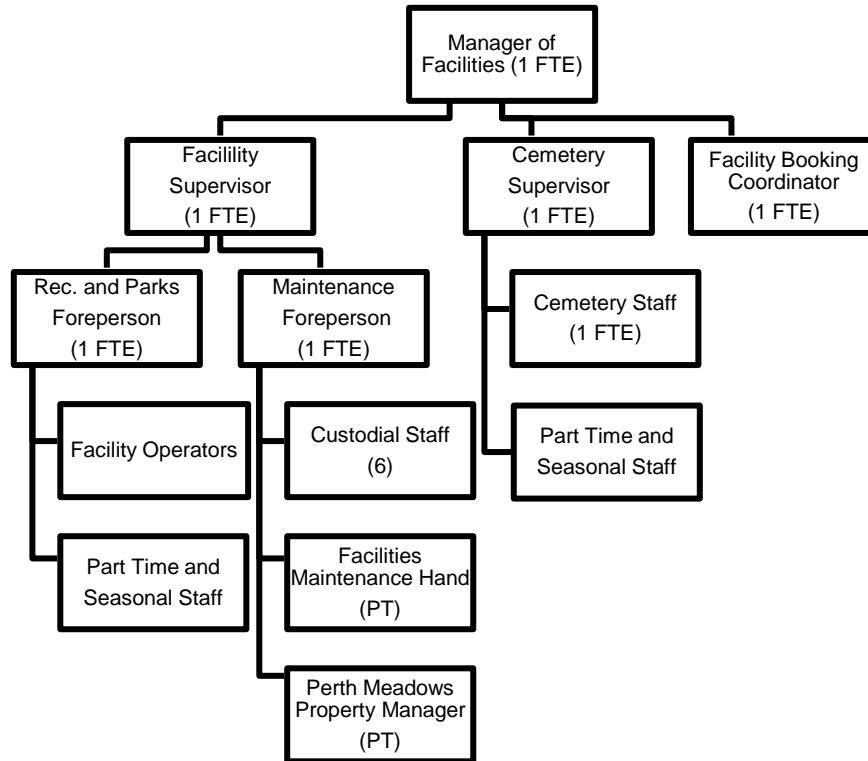 Manager of
Facilities (1 FTE)
Facilility
Supervisor
(1 FTE)
Cemetery
Supervisor
(1 FTE)
Facility Booking
Coordinator
(1 FTE)
Rec. and Parks
Foreperson
(1 FTE)
Maintenance
Foreperson
(1 FTE)
Cemetery Staff
(1 FTE)
Facility Operators
Custodial Staff
(6)
Part Time and
Seasonal Staff
Part Time and
Seasonal Staff
Facilities
Maintenance Hand
(PT)
Perth Meadows
Property Manager
(PT)